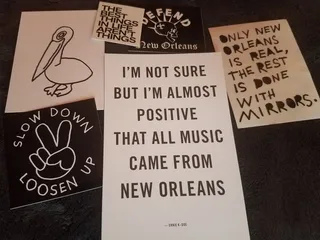 THE
BEST
THINGS
IN LIFE
AREN'T
THINGS
DEFEND
New Orleans
ONLY NEW
ORLEANS
IS REAL,
THE REST
IS DONE
WITH
MIRRORS.
I'M NOT SURE
BUT I'M ALMOST
POSITIVE
THAT ALL MUSIC
CAME FROM
NEW ORLEANS
SLOW DOWN
LOOSEN UP